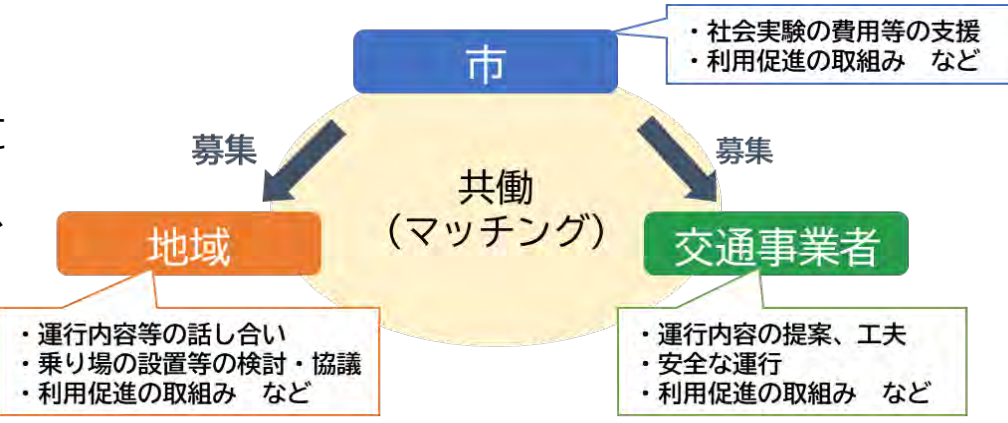 市
・社会実験の費用等の支援
・利用促進の取組み　など
募集
募集
共働
（マッチング）
地域
交通事業者
・運行内容等の話し合い
・乗り場の設置等の検討・協議
・利用促進の取組み　など
・運行内容の提案、工夫
・安全な運行
・利用促進の取組み　など